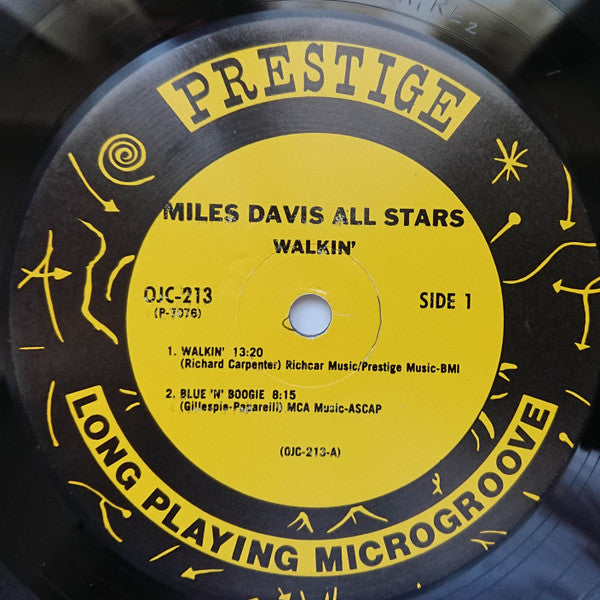 PRESTIGE
MILES DAVIS ALL STARS
WALKIN'
OJC-213
(P-7076)
SIDE 1
1. WALKIN' 13:20
(Richard Carpenter) Richcar Music/Prestige Music-BMI
2. BLUE 'N' BOOGIE 8:15
(Gillespie-Paparelli) MCA Music-ASCAP
(OJC-213-A)
LONG PLAYING MICROGROOVE